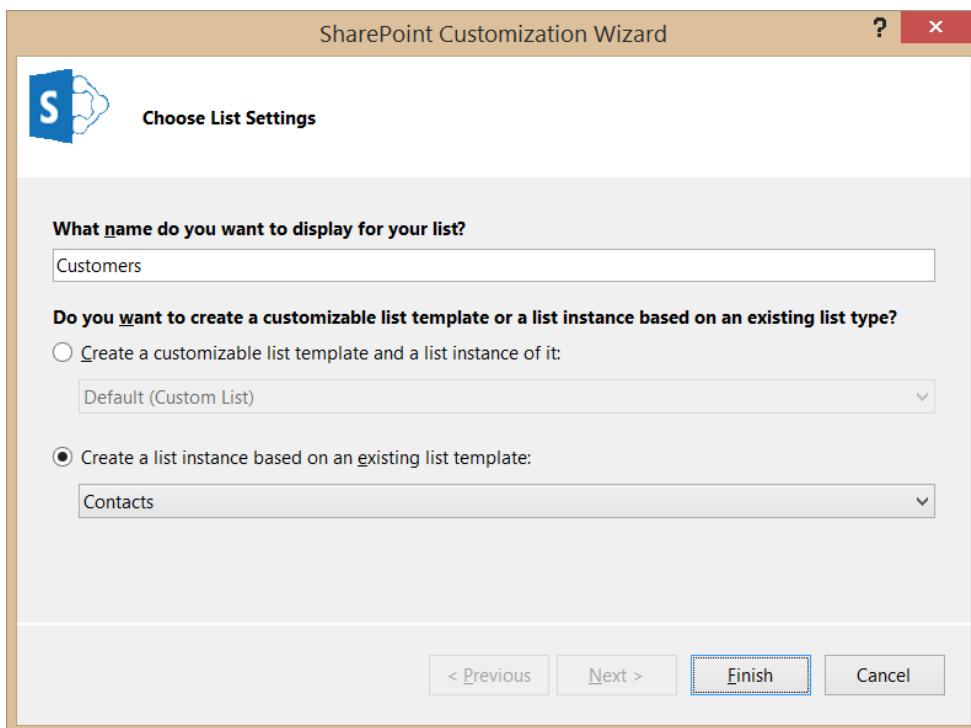 SharePoint Customization Wizard
?
S
Choose List Settings
What name do you want to display for your list?
Customers
Do you want to create a customizable list template or a list instance based on an existing list type?
Create a customizable list template and a list instance of it:
Default (Custom List)
Create a list instance based on an existing list template:
Contacts
< Previous Next > Finish Cancel